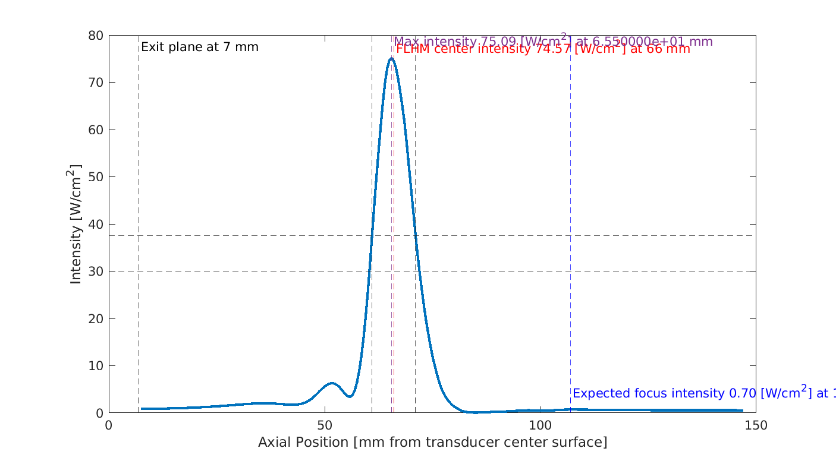 Max intensity 75.09 [W/cm²] at 6.550000e+01 mm
Exit plane at 7 mm
FLHM center intensity 74.57 [W/cm²] at 66 mm
80
70
60
50
40
30
20
10
0
Intensity [W/cm²]
Expected focus intensity 0.70 [W/cm²] at
0 50 100 150
Axial Position [mm from transducer center surface]